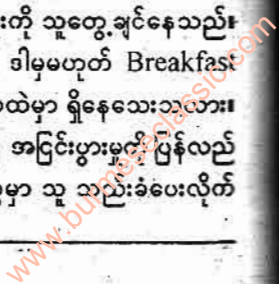 းကို သူတွေ့ချင်နေသည်။
ဒါမှမဟုတ် Breakfast
ထဲမှာ ရှိနေသေးသလား။
အငြင်းပွားမှုကို ပြန်လည်
မှာ သူ သည်းခံပေးလိုက်
www.burmeseclassic.com